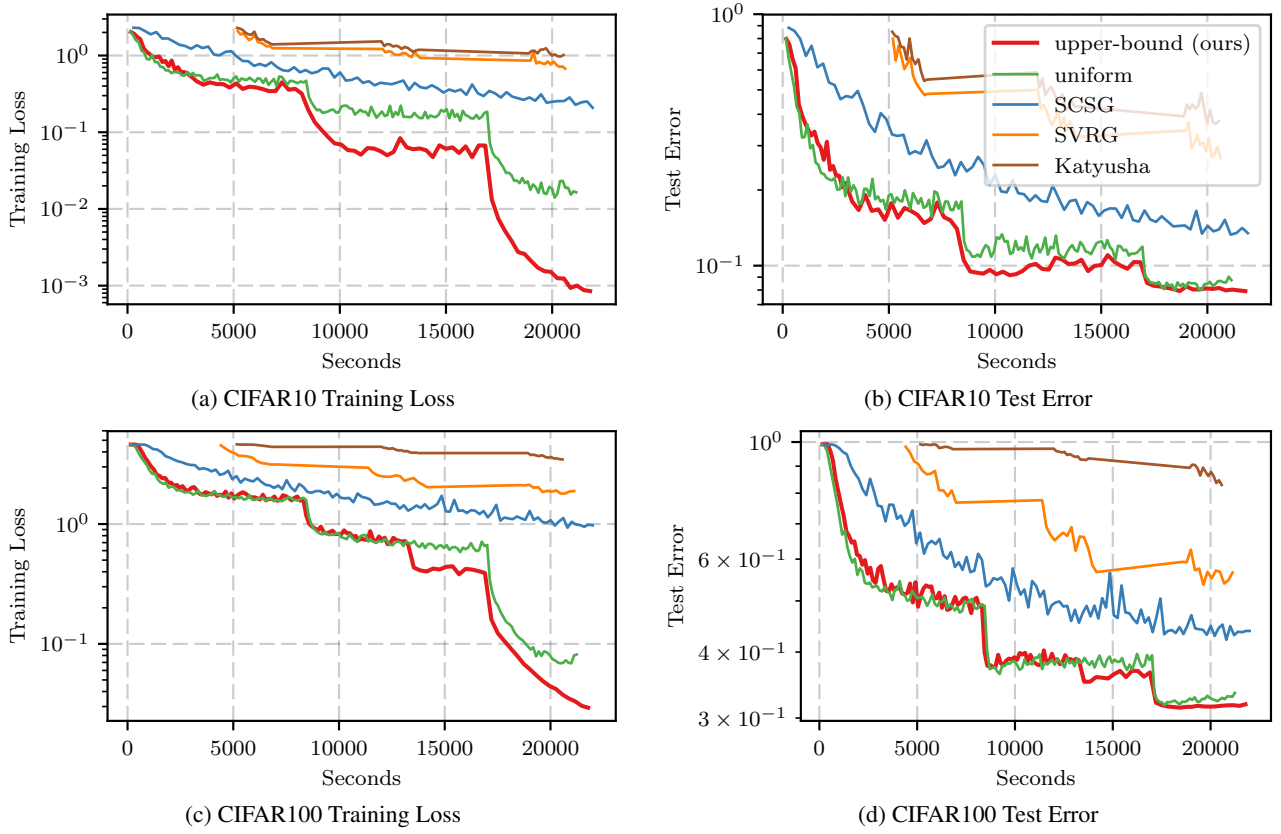 10^0
10^-1
10^-2
10^-3
Training Loss
0 5000 10000 15000 20000
Seconds
(a) CIFAR10 Training Loss
10^0
10^-1
Test Error
upper-bound (ours)
uniform
SCSG
SVRG
Katyusha
0 5000 10000 15000 20000
Seconds
(b) CIFAR10 Test Error
10^0
10^-1
Training Loss
0 5000 10000 15000 20000
Seconds
(c) CIFAR100 Training Loss
10^0
6 × 10^-1
4 × 10^-1
3 × 10^-1
Test Error
0 5000 10000 15000 20000
Seconds
(d) CIFAR100 Test Error